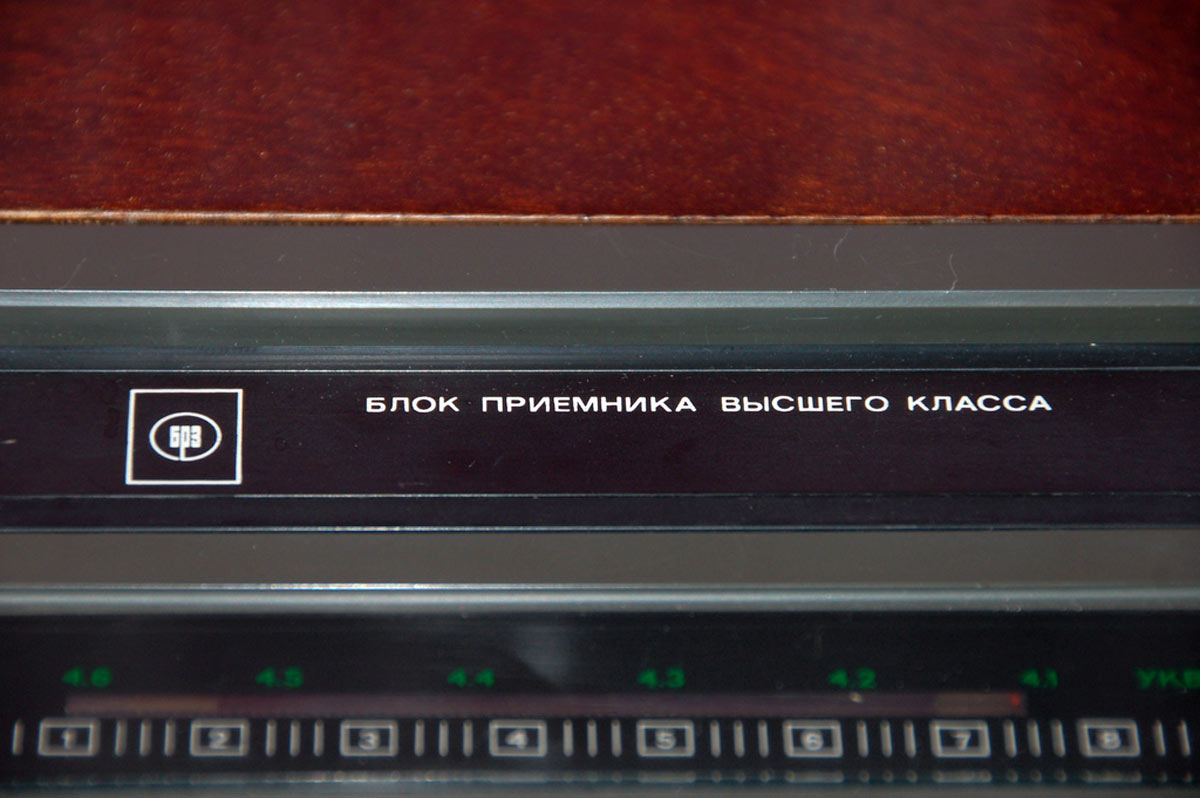 БЛОК ПРИЕМНИКА ВЫСШЕГО КЛАССА
БРЗ
4.6 4.5 4.4 4.3 4.2 4.1 УКВ
1 2 3 4 5 6 7 8